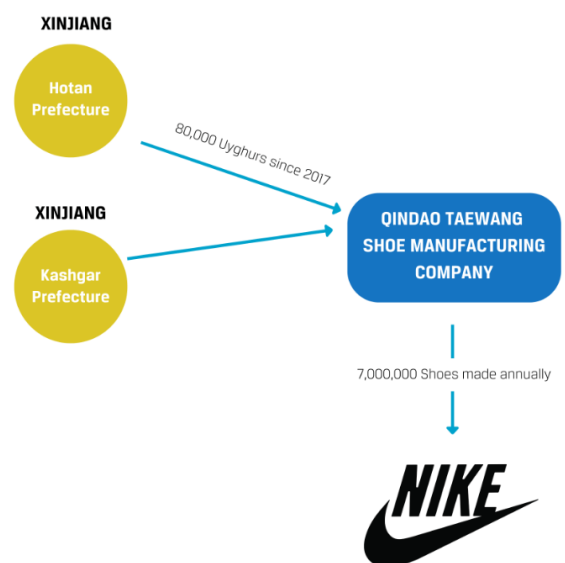 XINJIANG
Hotan
Prefecture
80,000 Uyghurs since 2017
XINJIANG
Kashgar
Prefecture
QINDAO TAEWANG
SHOE MANUFACTURING
COMPANY
7,000,000 Shoes made annually
NIKE